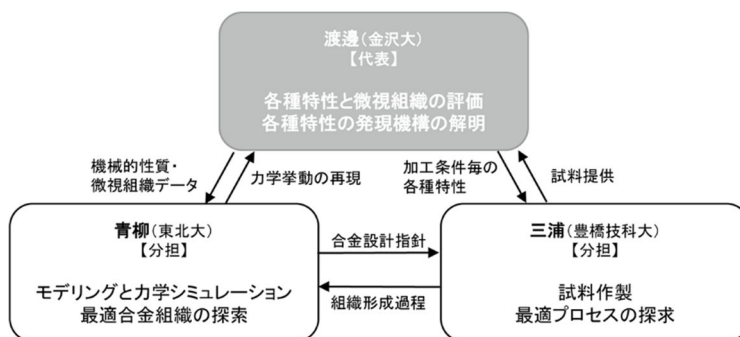 渡邊(金沢大)
【代表】
各種特性と微視組織の評価
各種特性の発現機構の解明
機械的性質・
微視組織データ
力学挙動の再現
加工条件毎の
各種特性
試料提供
青柳(東北大)
【分担】
モデリングと力学シミュレーション
最適合金組織の探索
合金設計指針
組織形成過程
三浦(豊橋技科大)
【分担】
試料作製
最適プロセスの探求